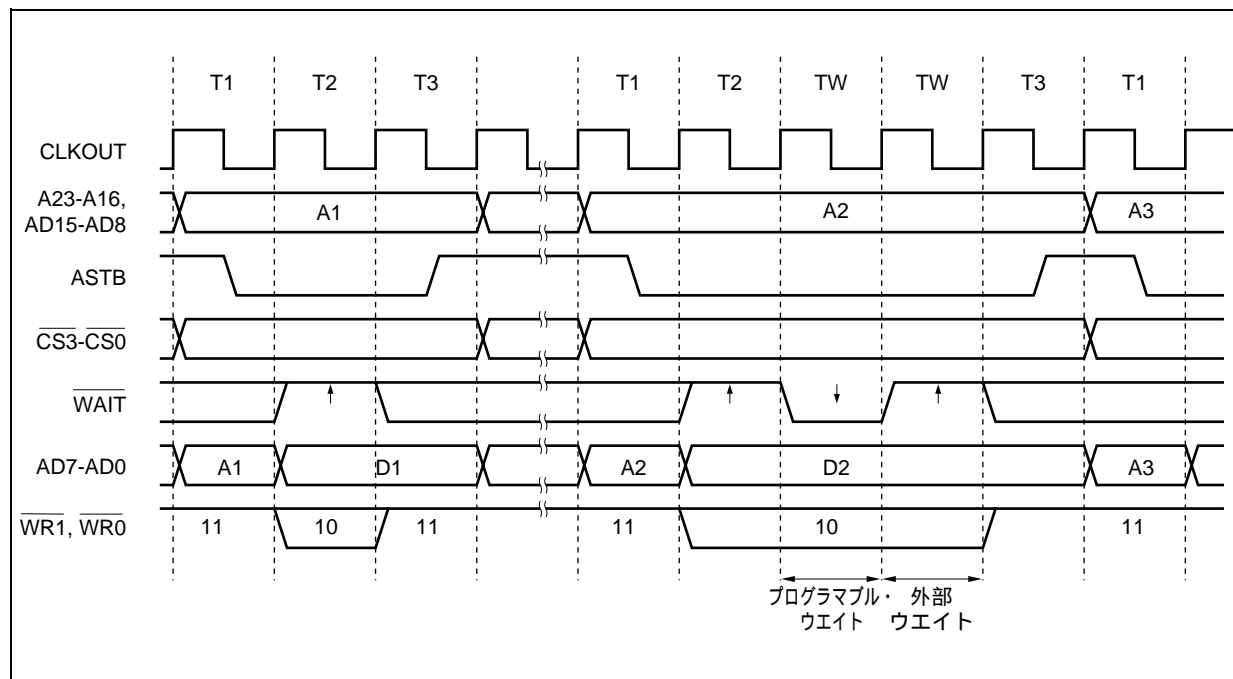 T1 T2 T3 T1 T2 TW TW T3 T1
CLKOUT
A23-A16,
AD15-AD8
A1 A2 A3
ASTB
CS3-CS0
WAIT
AD7-AD0
A1 D1 A2 D2 A3
WR1, WR0
11 10 11 11 10 11
プログラマブル・ 外部
ウエイト ウエイト